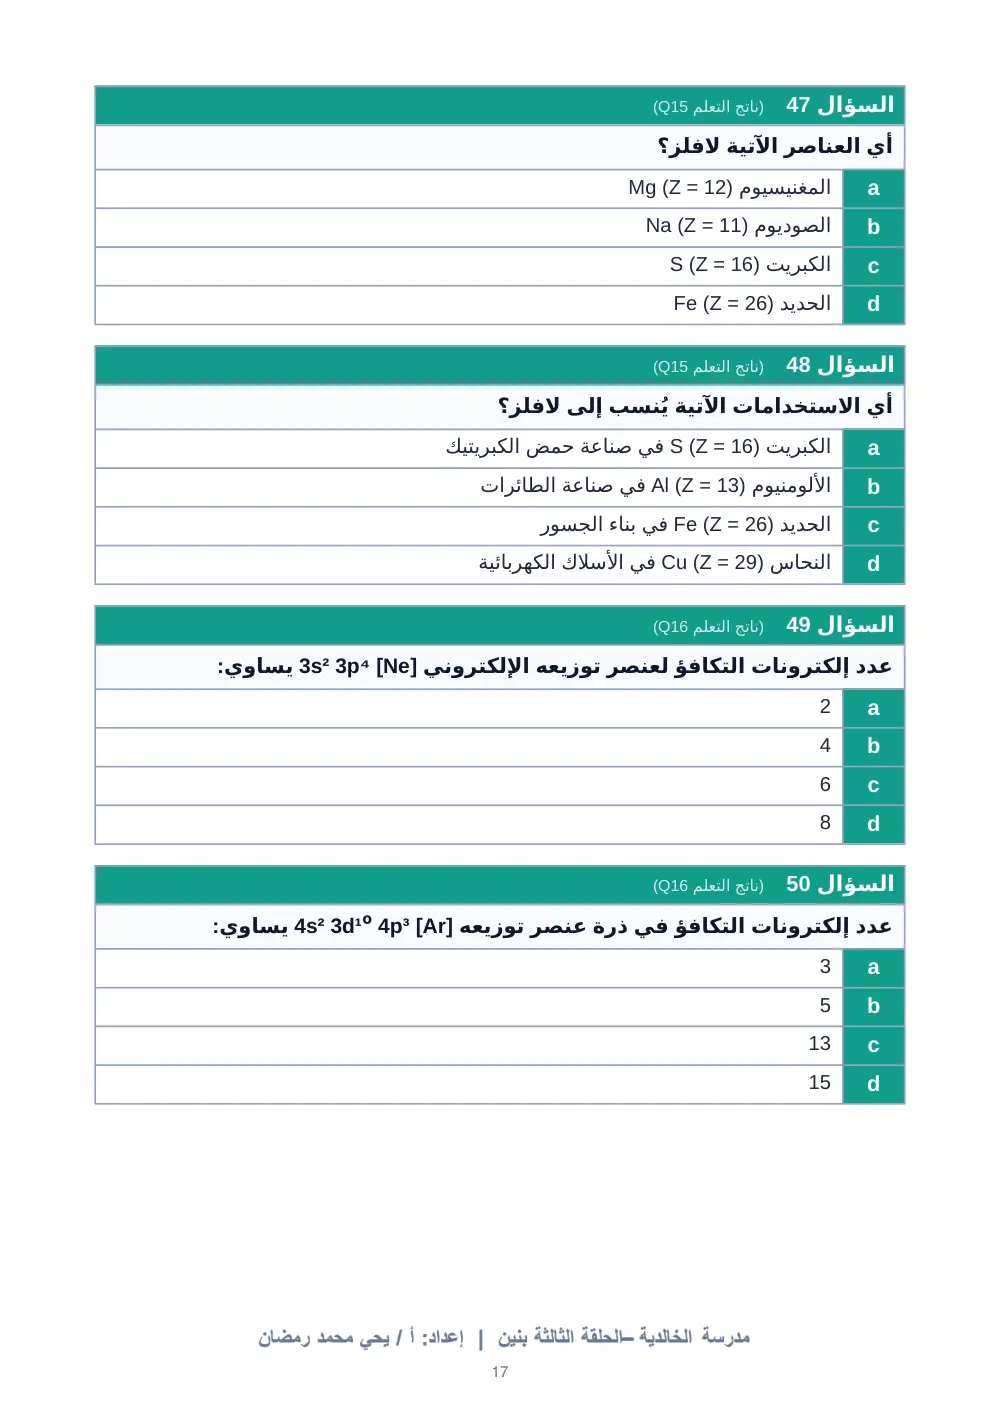 السؤال 47 (ناتج التعلم Q15)
أي العناصر الآتية لافلز؟
a المغنيسيوم Mg (Z = 12)
b الصوديوم Na (Z = 11)
c الكبريت S (Z = 16)
d الحديد Fe (Z = 26)
السؤال 48 (ناتج التعلم Q15)
أي الاستخدامات الآتية يُنسب إلى لافلز؟
a الكبريت S (Z = 16) في صناعة حمض الكبريتيك
b الألومنيوم Al (Z = 13) في صناعة الطائرات
c الحديد Fe (Z = 26) في بناء الجسور
d النحاس Cu (Z = 29) في الأسلاك الكهربائية
السؤال 49 (ناتج التعلم Q16)
عدد إلكترونات التكافؤ لعنصر توزيعه الإلكتروني [Ne] 3s² 3p⁴ يساوي:
a 2
b 4
c 6
d 8
السؤال 50 (ناتج التعلم Q16)
عدد إلكترونات التكافؤ في ذرة عنصر توزيعه [Ar] 4s² 3d¹⁰ 4p³ يساوي:
a 3
b 5
c 13
d 15
مدرسة الخالدية –الحلقة الثالثة بنين | إعداد: أ / يحي محمد رمضان
17